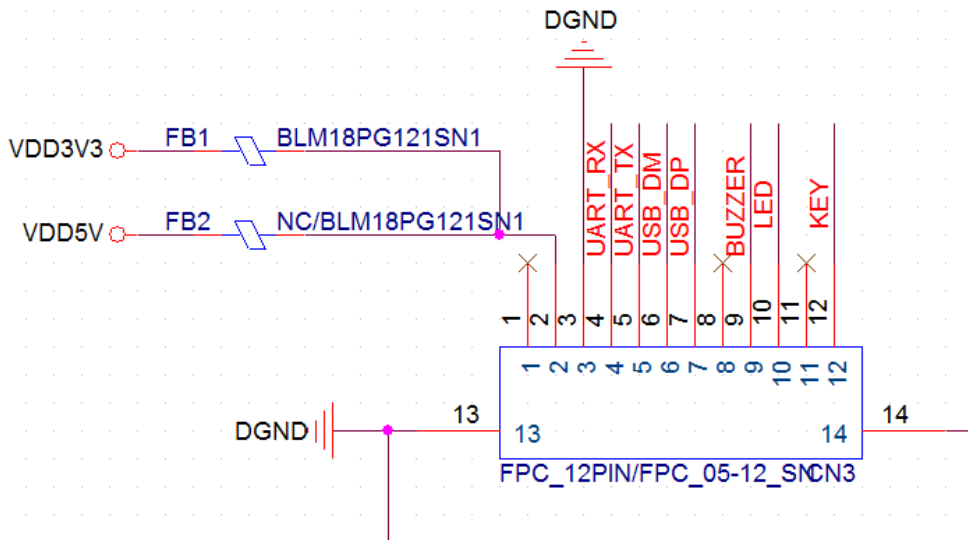 DGND
VDD3V3
FB1
BLM18PG121SN1
VDD5V
FB2
NC/BLM18PG121SN1
UART_RX
UART_TX
USB_DM
USB_DP
BUZZER
LED
KEY
1
2
3
4
5
6
7
8
9
10
11
12
1
2
3
4
5
6
7
8
9
10
11
12
DGND
13
13
14
14
FPC_12PIN/FPC_05-12_SM
CN3